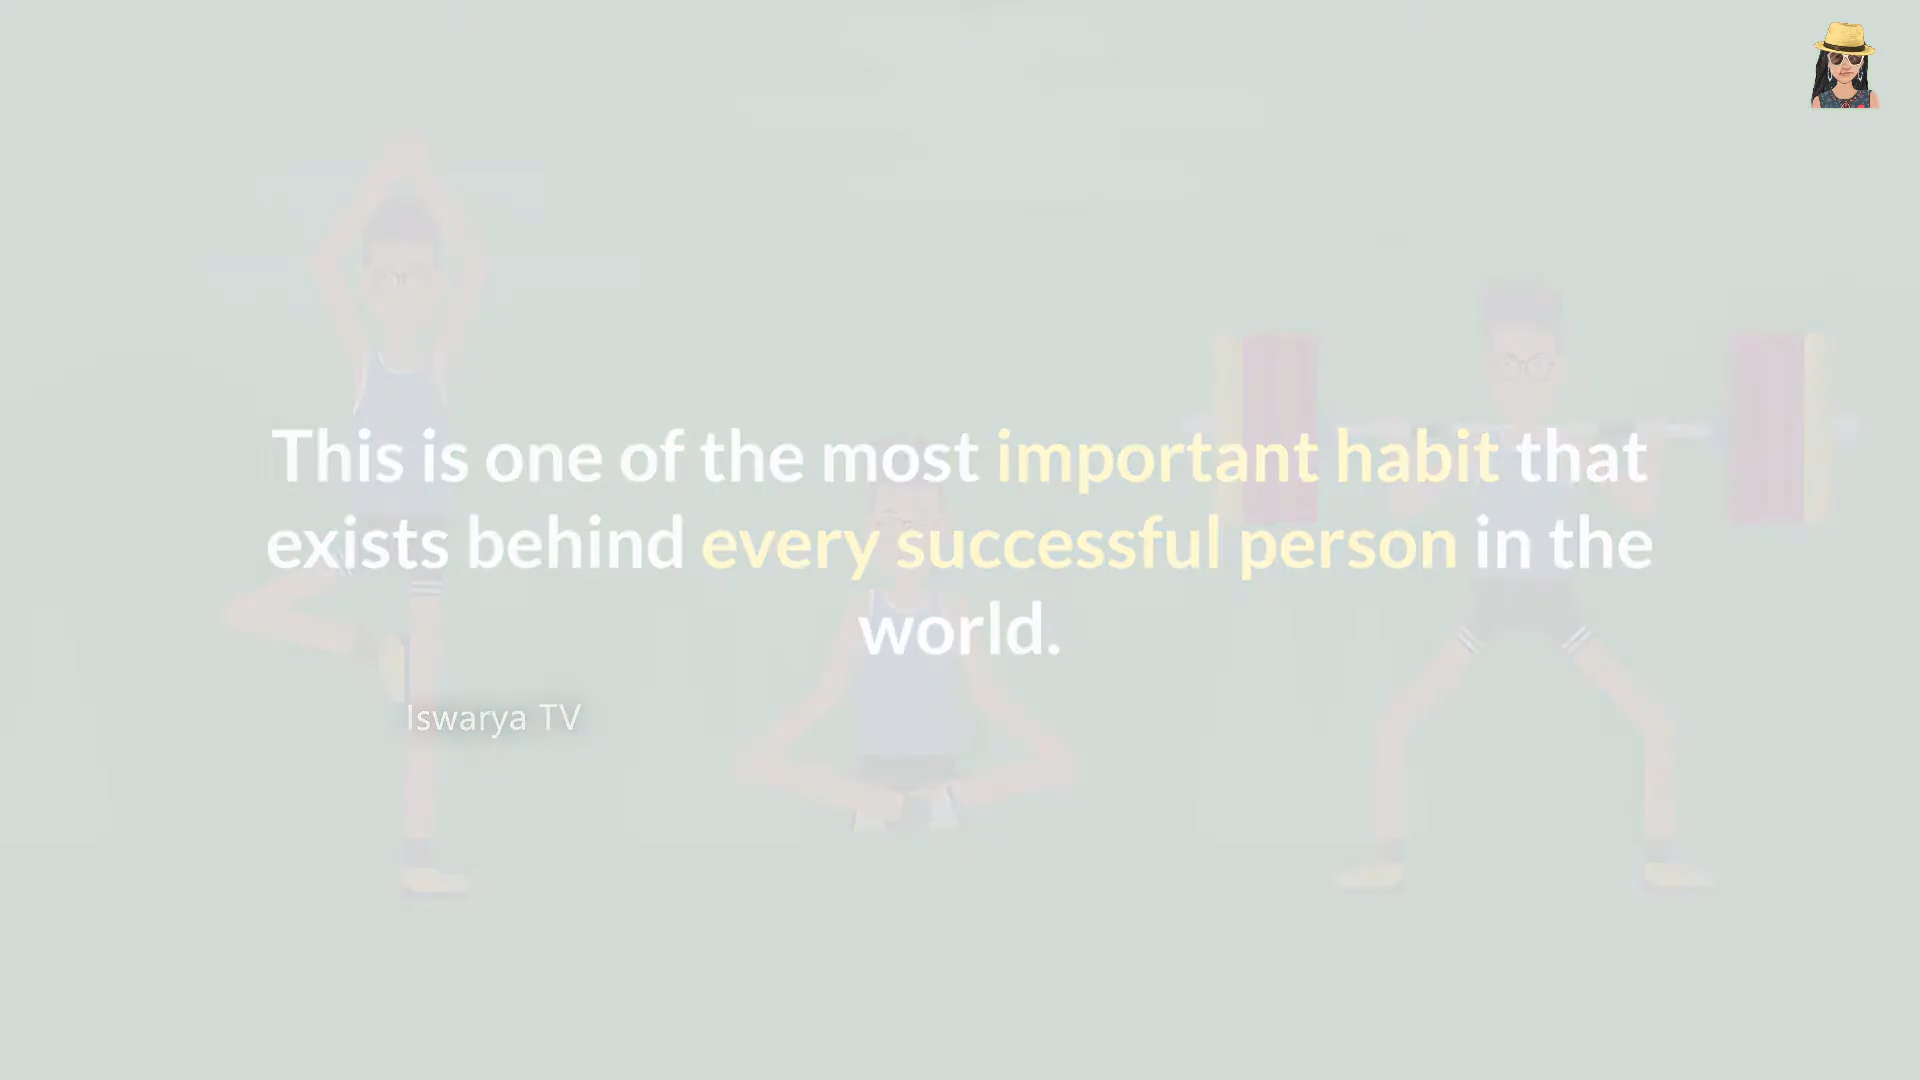 This is one of the most important habit that
exists behind every successful person in the
world.
Iswarya TV